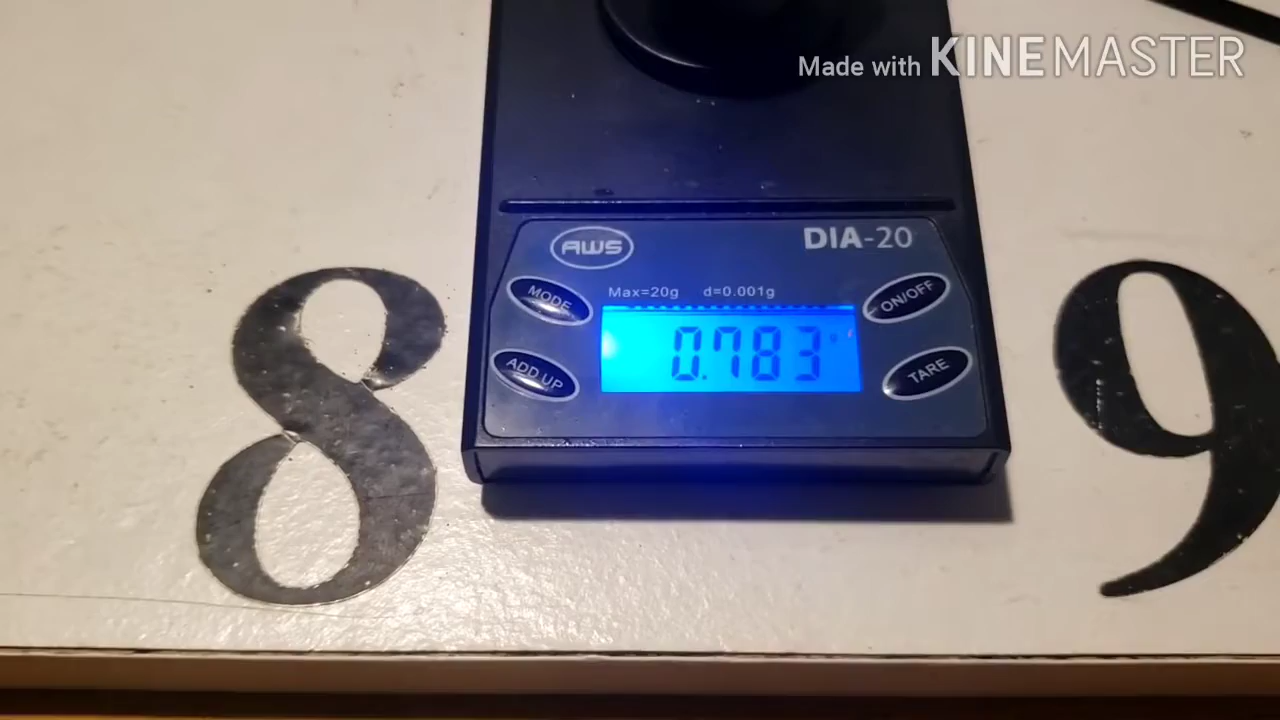 Made with KINEMASTER
AWS
DIA-20
MODE
Max=20g d=0.001g
ON/OFF
0.783
ADD UP
TARE
8
9